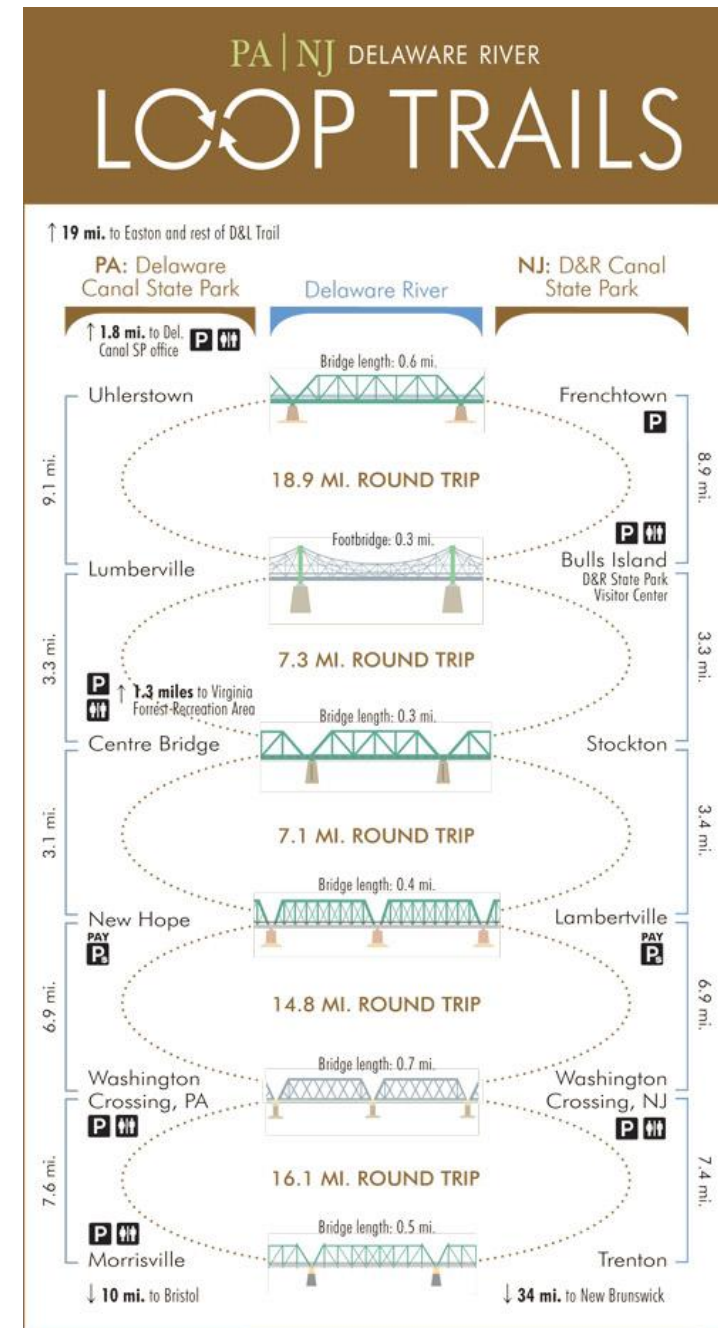 PA | NJ DELAWARE RIVER
LOOP TRAILS
↑ 19 mi. to Easton and rest of D&L Trail
PA: Delaware
Canal State Park
Delaware River
NJ: D&R Canal
State Park
↑ 1.8 mi. to Del.
Canal SP office
P
Bridge length: 0.6 mi.
Uhlerstown
Frenchtown
P
9.1 mi.
18.9 MI. ROUND TRIP
8.9 mi.
Footbridge: 0.3 mi.
P
Lumberville
Bulls Island
D&R State Park
Visitor Center
3.3 mi.
7.3 MI. ROUND TRIP
3.3 mi.
P
↑ 1.3 miles to Virginia
Forrest Recreation Area
Bridge length: 0.3 mi.
Centre Bridge
Stockton
3.1 mi.
7.1 MI. ROUND TRIP
3.4 mi.
Bridge length: 0.4 mi.
New Hope
PAY
P$
Lambertville
PAY
P$
6.9 mi.
14.8 MI. ROUND TRIP
6.9 mi.
Bridge length: 0.7 mi.
Washington
Crossing, PA
P
Washington
Crossing, NJ
P
7.6 mi.
16.1 MI. ROUND TRIP
7.4 mi.
P
Bridge length: 0.5 mi.
Morrisville
Trenton
↓ 10 mi. to Bristol
↓ 34 mi. to New Brunswick